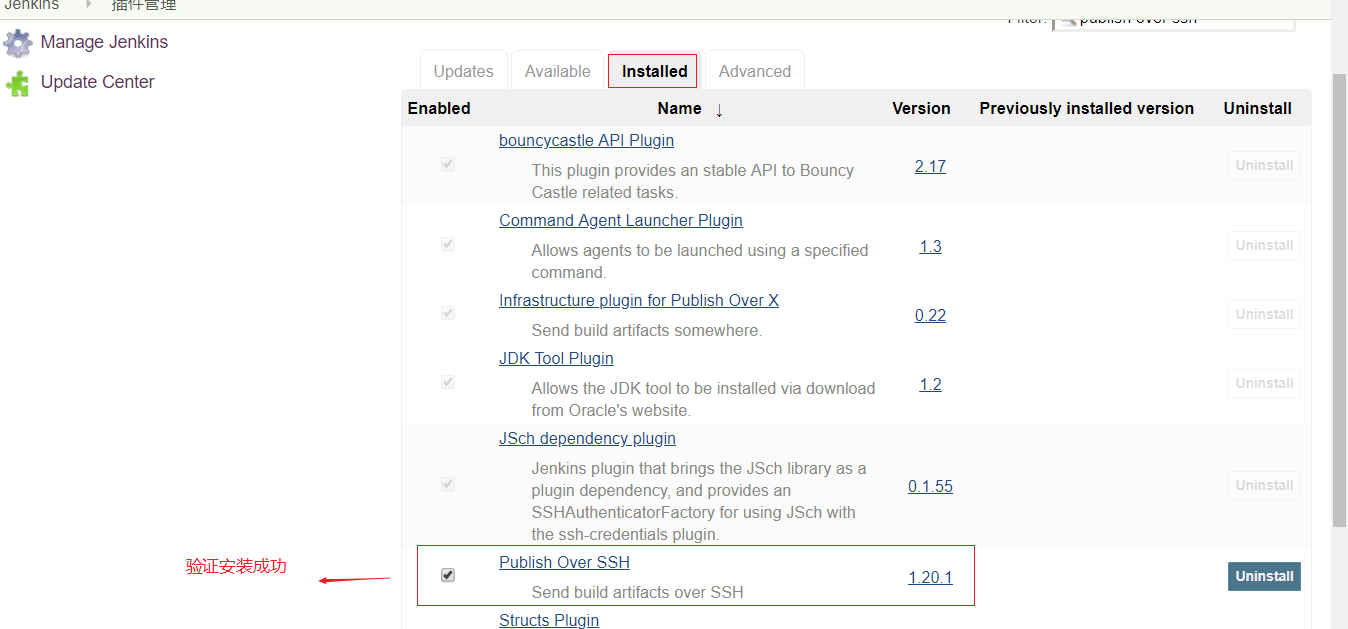 Jenkins 插件管理
Filter: publish over ssh
Manage Jenkins
Update Center
Updates Available Installed Advanced
Enabled Name ↓ Version Previously installed version Uninstall
bouncycastle API Plugin
This plugin provides an stable API to Bouncy
Castle related tasks.
2.17 Uninstall
Command Agent Launcher Plugin
Allows agents to be launched using a specified
command.
1.3 Uninstall
Infrastructure plugin for Publish Over X
Send build artifacts somewhere.
0.22 Uninstall
JDK Tool Plugin
Allows the JDK tool to be installed via download
from Oracle's website.
1.2 Uninstall
JSch dependency plugin
Jenkins plugin that brings the JSch library as a
plugin dependency, and provides an
SSHAuthenticatorFactory for using JSch with
the ssh-credentials plugin.
0.1.55 Uninstall
验证安装成功
Publish Over SSH
Send build artifacts over SSH
1.20.1 Uninstall
Structs Plugin